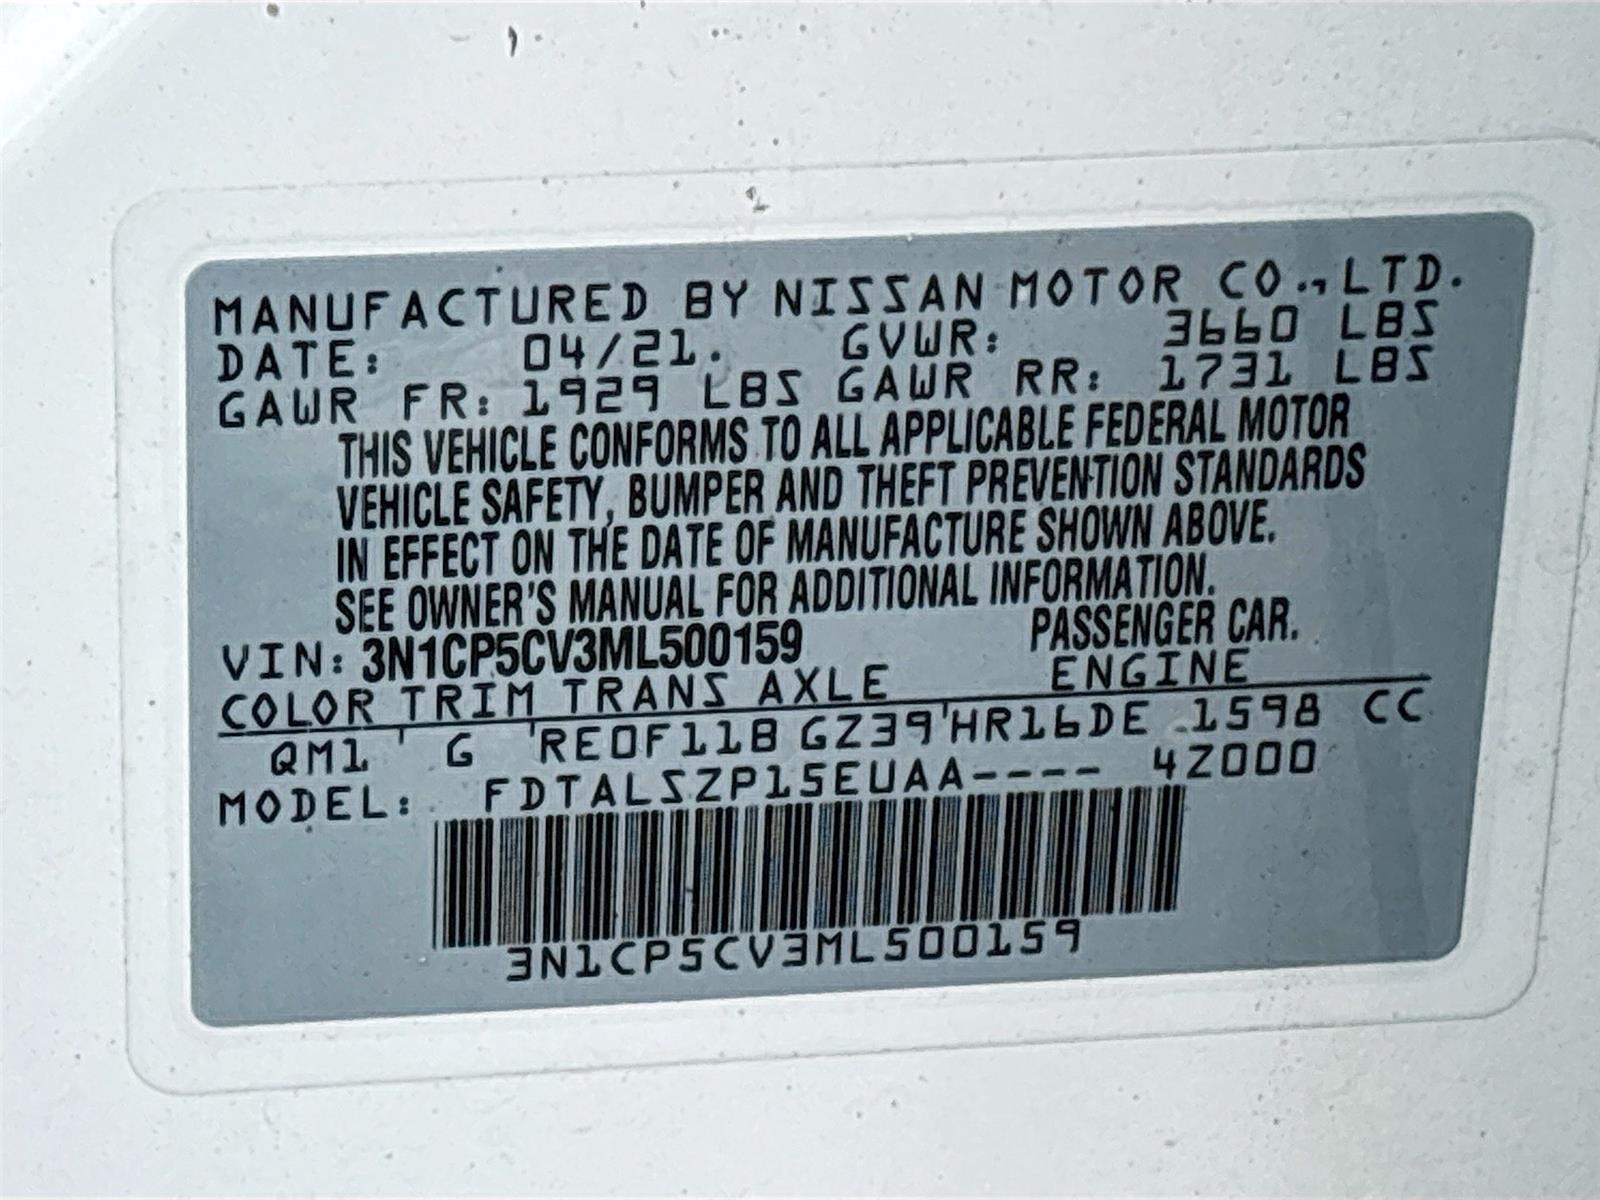 MANUFACTURED BY NISSAN MOTOR CO.,LTD.
DATE: 04/21. GVWR: 3660 LBS
GAWR FR: 1929 LBS GAWR RR: 1731 LBS
THIS VEHICLE CONFORMS TO ALL APPLICABLE FEDERAL MOTOR
VEHICLE SAFETY, BUMPER AND THEFT PREVENTION STANDARDS
IN EFFECT ON THE DATE OF MANUFACTURE SHOWN ABOVE.
SEE OWNER'S MANUAL FOR ADDITIONAL INFORMATION.
VIN: 3N1CP5CV3ML500159 PASSENGER CAR.
COLOR TRIM TRANS AXLE ENGINE
QM1 ' G 'RE0F11B GZ39'HR16DE 1598 CC
MODEL: FDTALSZP15EUAA---- 4Z000
3N1CP5CV3ML500159